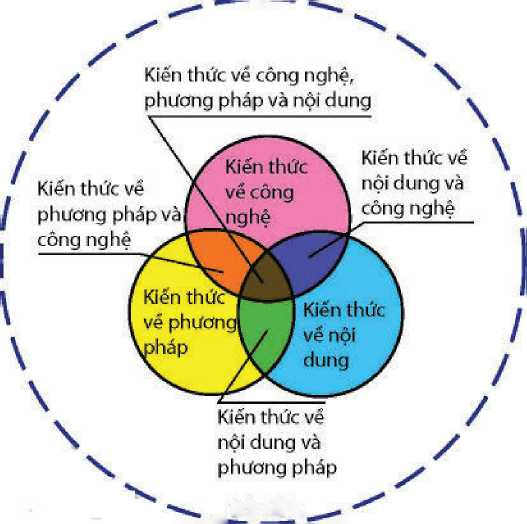 Kiến thức về công nghệ,
phương pháp và nội dung
Kiến thức
về công
nghệ
Kiến thức về
nội dung và
công nghệ
Kiến thức về
phương pháp và
công nghệ
Kiến thức
về phương
pháp
Kiến thức
về nội
dung
Kiến thức về
nội dung và
phương pháp